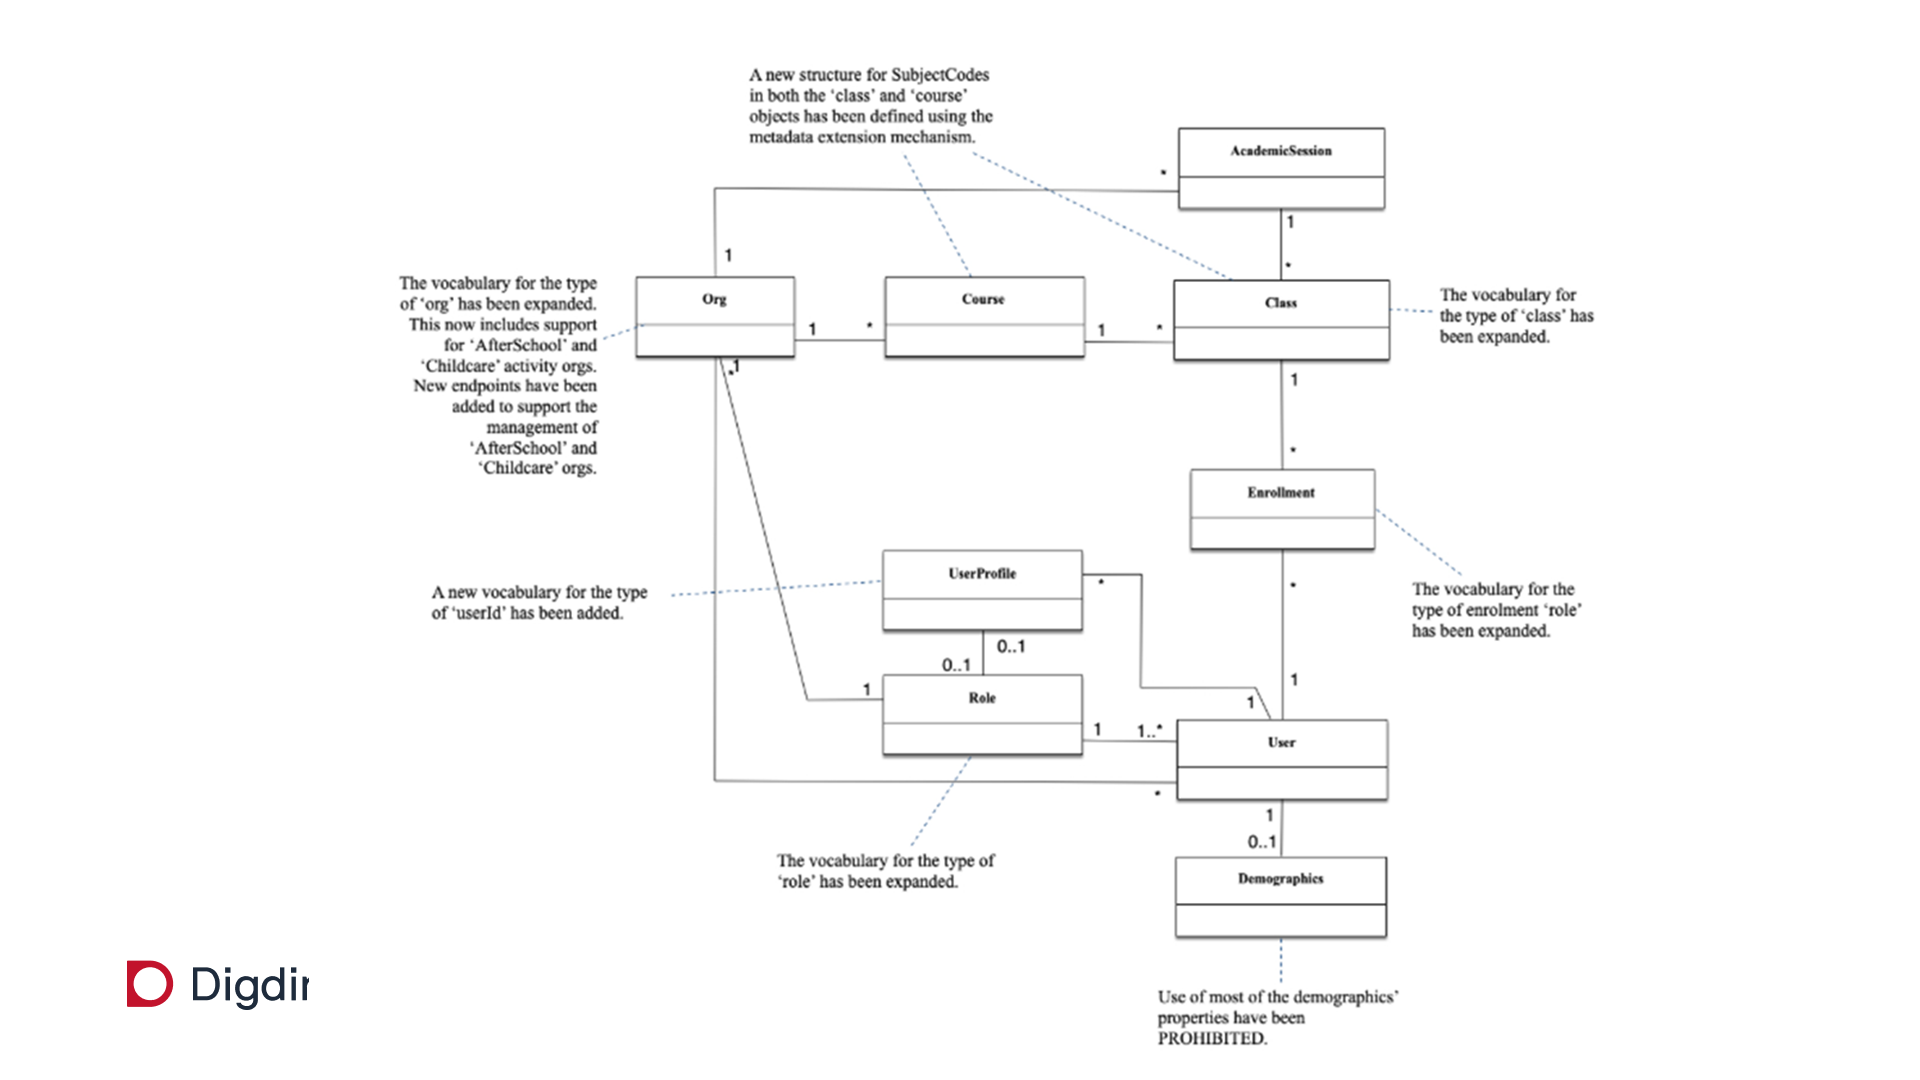 A new structure for SubjectCodes
in both the ‘class’ and ‘course’
objects has been defined using the
metadata extension mechanism.
AcademicSession
*
1
1
*
The vocabulary for the type
of ‘org’ has been expanded.
This now includes support
for ‘AfterSchool’ and
‘Childcare’ activity orgs.
New endpoints have been
added to support the
management of
‘AfterSchool’ and
‘Childcare’ orgs.
Org
1
*
Course
1
*
Class
The vocabulary for
the type of ‘class’ has
been expanded.
*
1
1
*
Enrollment
The vocabulary for the
type of enrolment ‘role’
has been expanded.
*
1
A new vocabulary for the type
of ‘userId’ has been added.
UserProfile
*
1
0..1
0..1
1
Role
1
1..*
User
*
1
0..1
The vocabulary for the type of
‘role’ has been expanded.
Demographics
Use of most of the demographics’
properties have been
PROHIBITED.
Digdir